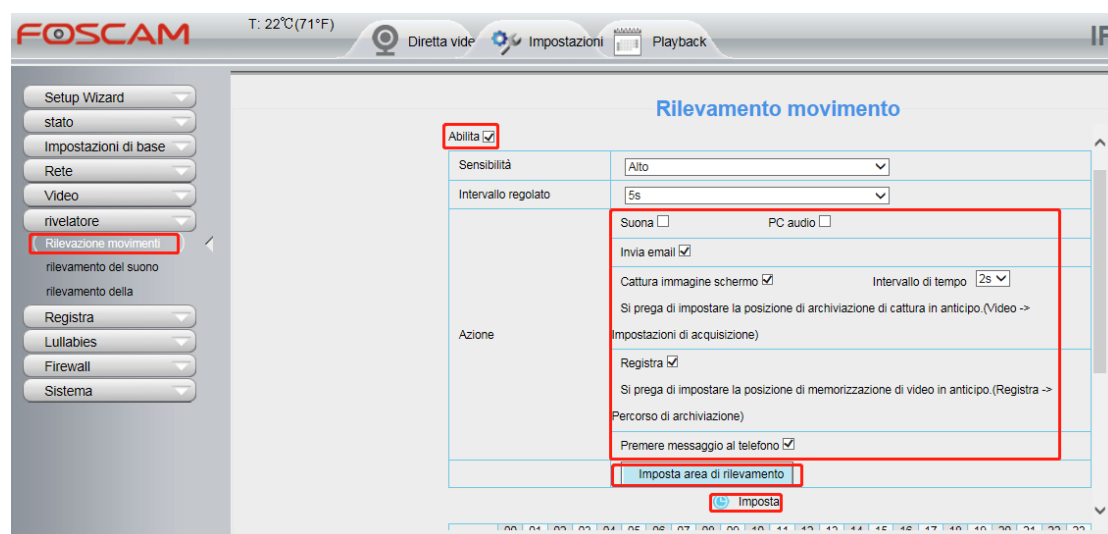 FOSCAM
T: 22℃(71°F)
Diretta vide
Impostazioni
Playback
Setup Wizard
stato
Impostazioni di base
Rete
Video
rivelatore
Rilevazione movimenti
rilevamento del suono
rilevamento della
Registra
Lullabies
Firewall
Sistema
Rilevamento movimento
Abilita
Sensibilità Alto
Intervallo regolato 5s
Azione
Suona PC audio
Invia email
Cattura immagine schermo Intervallo di tempo 2s
Si prega di impostare la posizione di archiviazione di cattura in anticipo.(Video ->
Impostazioni di acquisizione)
Registra
Si prega di impostare la posizione di memorizzazione di video in anticipo.(Registra ->
Percorso di archiviazione)
Premere messaggio al telefono
Imposta area di rilevamento
Imposta
00 01 02 03 04 05 06 07 08 09 10 11 12 13 14 15 16 17 18 19 20 21 22 23